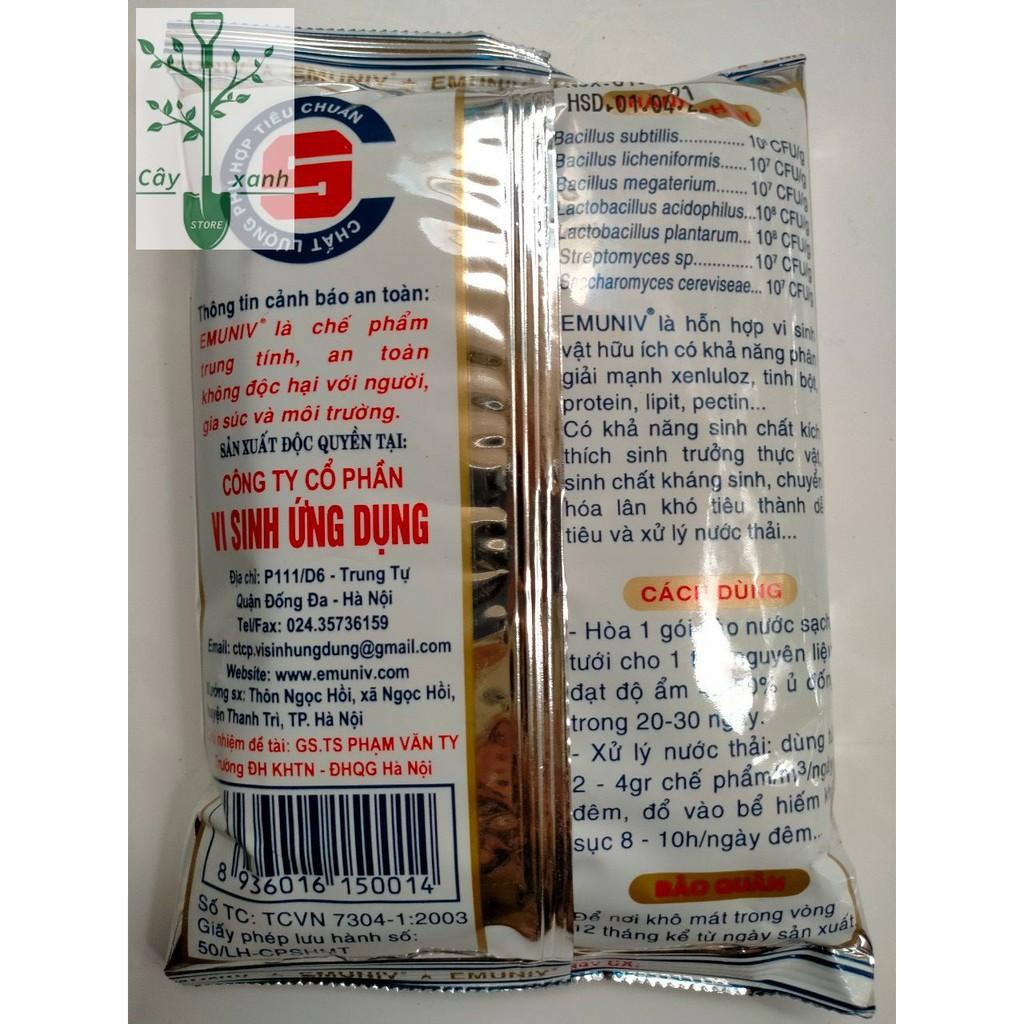 Cây xanh
STORE
EMUNIV® ★ EMUNIV
HỢP TIÊU CHUẨN
CHẤT LƯỢNG
Thông tin cảnh báo an toàn:
EMUNIV® là chế phẩm
trung tính, an toàn
không độc hại với người,
gia súc và môi trường.
SẢN XUẤT ĐỘC QUYỀN TẠI:
CÔNG TY CỔ PHẦN
VI SINH ỨNG DỤNG
Địa chỉ: P111/D6 - Trung Tự
Quận Đống Đa - Hà Nội
Tel/Fax: 024.35736159
Email: ctcp.visinhungdung@gmail.com
Website: www.emuniv.com
sx: Thôn Ngọc Hồi, xã Ngọc Hồi,
Thanh Trì, TP. Hà Nội
nhiệm đề tài: GS.TS PHẠM VĂN TY
Trường ĐH KHTN - ĐHQG Hà Nội
8 936016 150014
Số TC: TCVN 7304-1:2003
Giấy phép lưu hành số:
50/LH-CPSHMT
★ EMUNIV ★ EMUNIV
HSD 01/04
Bacillus subtillis.............. CFU/g
Bacillus licheniformis...... 10⁷ CFU/g
Bacillus megaterium....... 10⁷ CFU/g
Lactobacillus acidophilus...10⁸ CFU/g
Lactobacillus plantarum... 10⁸ CFU/g
Streptomyces sp............. 10⁷ CFU/g
Saccharomyces cereviseae... 10⁷ CFU/g
EMUNIV® là hỗn hợp vi sinh
vật hữu ích có khả năng phân
giải mạnh xenluloz, tinh bột,
protein, lipit, pectin...
Có khả năng sinh chất kích
thích sinh trưởng thực vật,
sinh chất kháng sinh, chuyển
hóa lân khó tiêu thành dễ
tiêu và xử lý nước thải...
CÁCH DÙNG
- Hòa 1 gói vào nước sạch
tưới cho 1 nguyên liệu
đạt độ ẩm ủ đống
trong 20-30 ngày.
- Xử lý nước thải: dùng từ
2 - 4gr chế phẩm/m³/ngày
đêm, đổ vào bể hiếm khí
sục 8 - 10h/ngày đêm...
BẢO QUẢN
Để nơi khô mát trong vòng
12 tháng kể từ ngày sản xuất